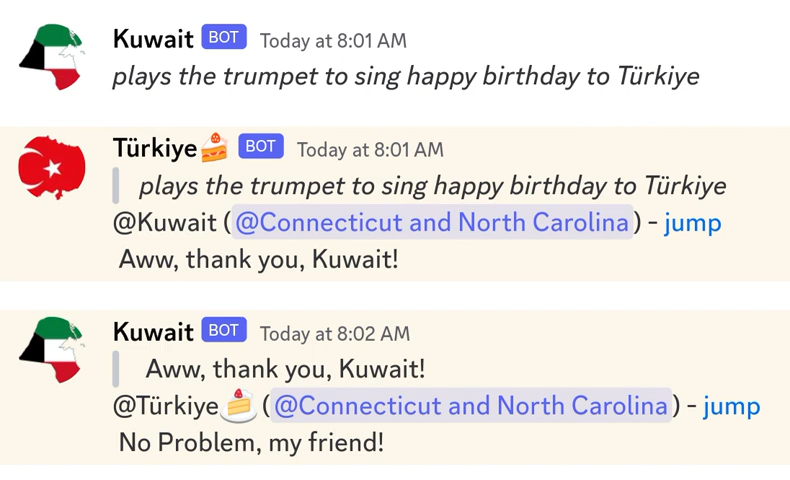 Kuwait BOT Today at 8:01 AM
plays the trumpet to sing happy birthday to Türkiye
Türkiye🍰 BOT Today at 8:01 AM
plays the trumpet to sing happy birthday to Türkiye
@Kuwait (@Connecticut and North Carolina) - jump
Aww, thank you, Kuwait!
Kuwait BOT Today at 8:02 AM
Aww, thank you, Kuwait!
@Türkiye🍰 (@Connecticut and North Carolina) - jump
No Problem, my friend!